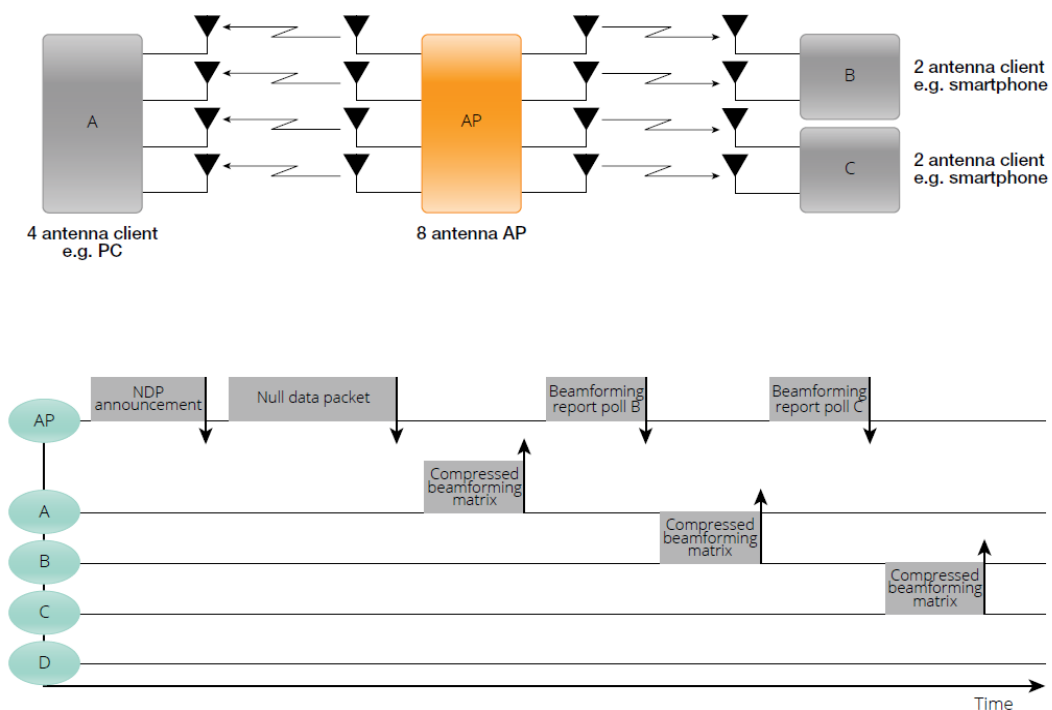 A
4 antenna client
e.g. PC
AP
8 antenna AP
B
2 antenna client
e.g. smartphone
C
2 antenna client
e.g. smartphone
NDP
announcement
Null data packet
Beamforming
report poll B
Beamforming
report poll C
AP
Compressed
beamforming
matrix
A
Compressed
beamforming
matrix
B
Compressed
beamforming
matrix
C
D
Time